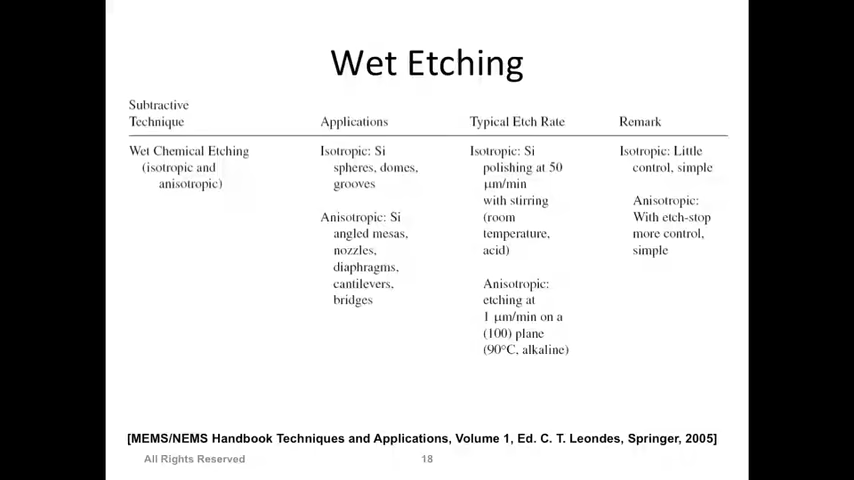 Wet Etching
Subtractive
Technique
Applications
Typical Etch Rate
Remark
Wet Chemical Etching
(isotropic and
anisotropic)
Isotropic: Si
spheres, domes,
grooves
Anisotropic: Si
angled mesas,
nozzles,
diaphragms,
cantilevers,
bridges
Isotropic: Si
polishing at 50
μm/min
with stirring
(room
temperature,
acid)
Anisotropic:
etching at
1 μm/min on a
(100) plane
(90°C, alkaline)
Isotropic: Little
control, simple
Anisotropic:
With etch-stop
more control,
simple
[MEMS/NEMS Handbook Techniques and Applications, Volume 1, Ed. C. T. Leondes, Springer, 2005]
All Rights Reserved
18